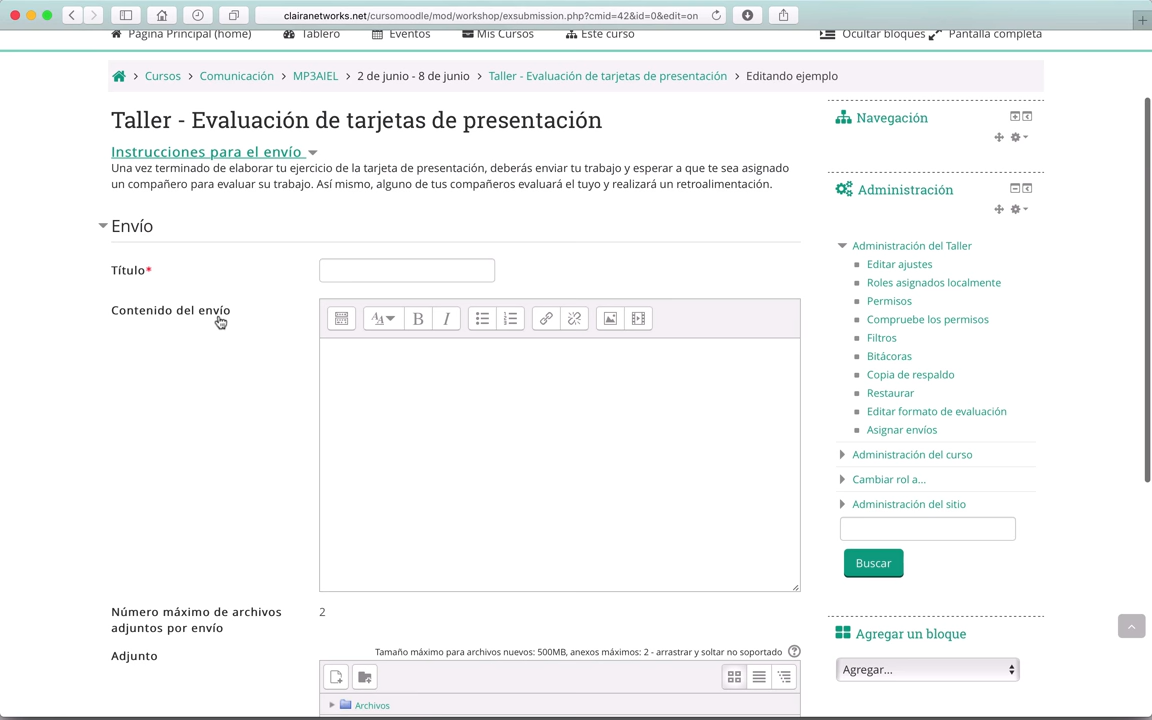 clairanetworks.net/cursomoodle/mod/workshop/exsubmission.php?cmid=42&id=0&edit=on
Página Principal (home) Tablero Eventos Mis Cursos Este curso Ocultar bloques Pantalla completa
Cursos Comunicación MP3AIEL 2 de junio - 8 de junio Taller - Evaluación de tarjetas de presentación Editando ejemplo
Taller - Evaluación de tarjetas de presentación
Instrucciones para el envío
Una vez terminado de elaborar tu ejercicio de la tarjeta de presentación, deberás enviar tu trabajo y esperar a que te sea asignado
un compañero para evaluar su trabajo. Así mismo, alguno de tus compañeros evaluará el tuyo y realizará un retroalimentación.
Envío
Título*
Contenido del envío
B I
Número máximo de archivos
adjuntos por envío
2
Adjunto
Tamaño máximo para archivos nuevos: 500MB, anexos máximos: 2 - arrastrar y soltar no soportado
Archivos
Navegación
Administración
Administración del Taller
Editar ajustes
Roles asignados localmente
Permisos
Compruebe los permisos
Filtros
Bitácoras
Copia de respaldo
Restaurar
Editar formato de evaluación
Asignar envíos
Administración del curso
Cambiar rol a...
Administración del sitio
Buscar
Agregar un bloque
Agregar...